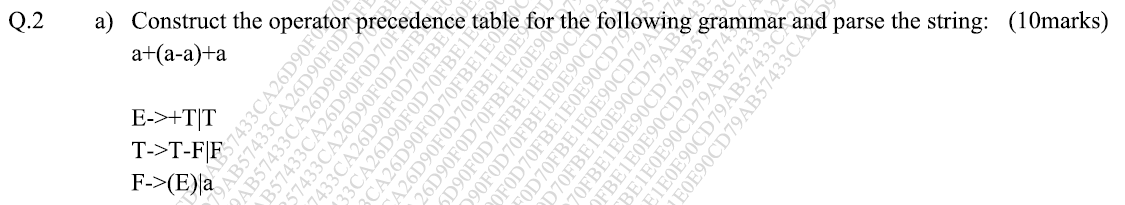 Q.2 a) Construct the operator precedence table for the following grammar and parse the string: (10marks)
a+(a-a)+a
E->+T|T
T->T-F|F
F->(E)|a